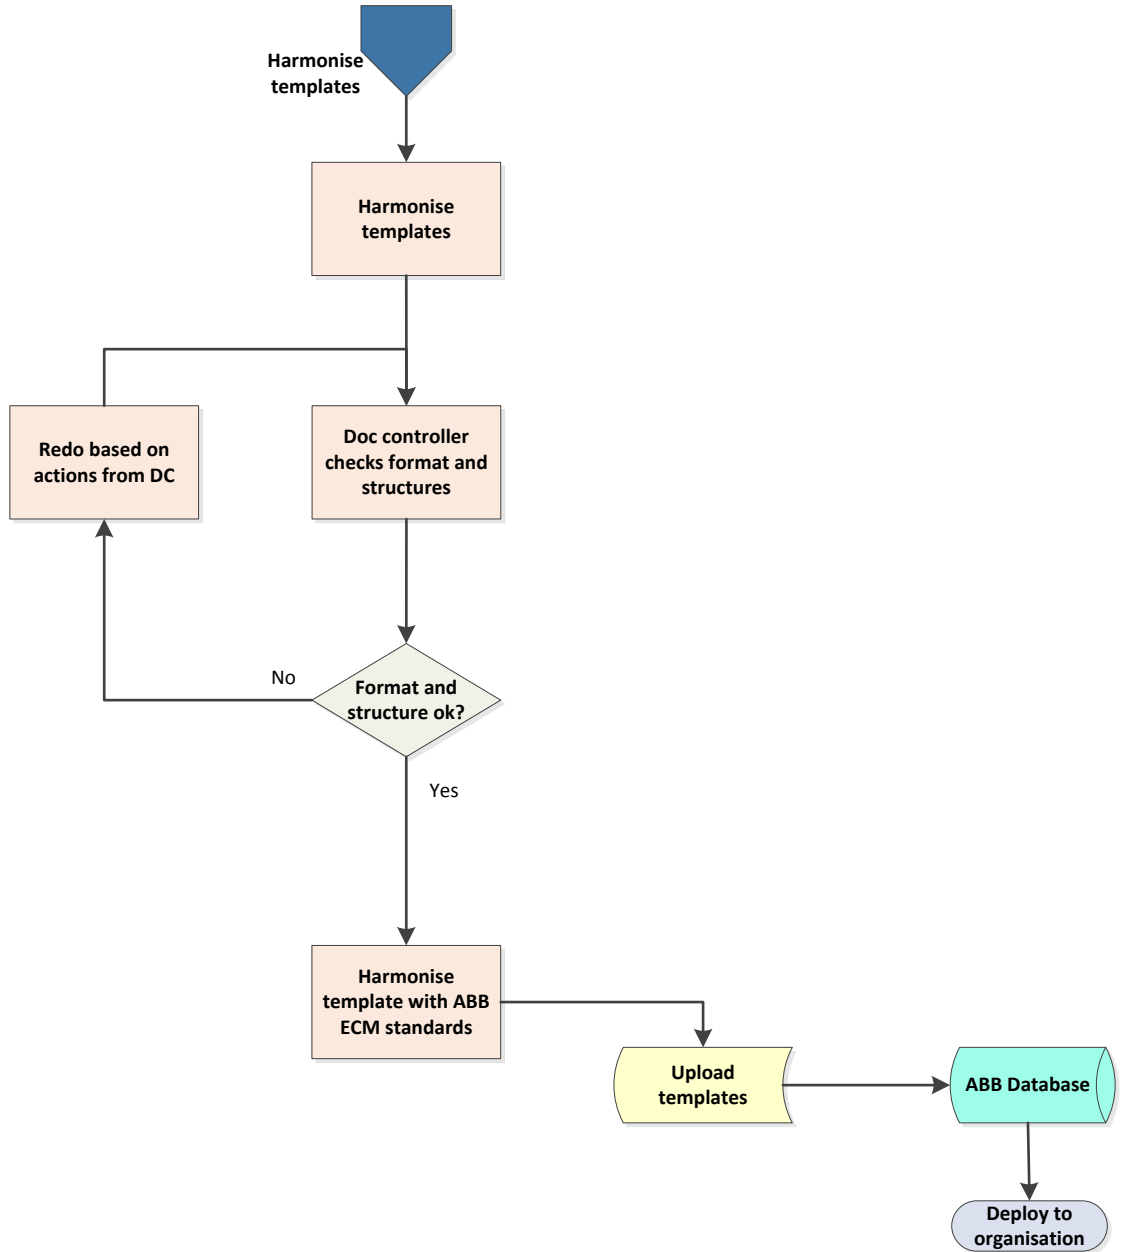 Harmonise
templates
Harmonise
templates
Redo based on
actions from DC
Doc controller
checks format and
structures
No
Format and
structure ok?
Yes
Harmonise
template with ABB
ECM standards
Upload
templates
ABB Database
Deploy to
organisation